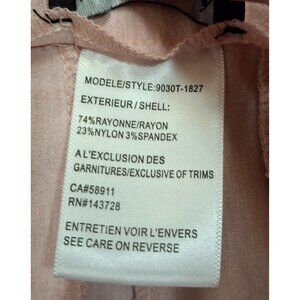 MODELE/STYLE:9030T-1827
EXTERIEUR/SHELL:
74%RAYONNE/RAYON
23%NYLON 3%SPANDEX
A L'EXCLUSION DES
GARNITURES/EXCLUSIVE OF TRIMS
CA#58911
RN#143728
ENTRETIEN VOIR L'ENVERS
SEE CARE ON REVERSE